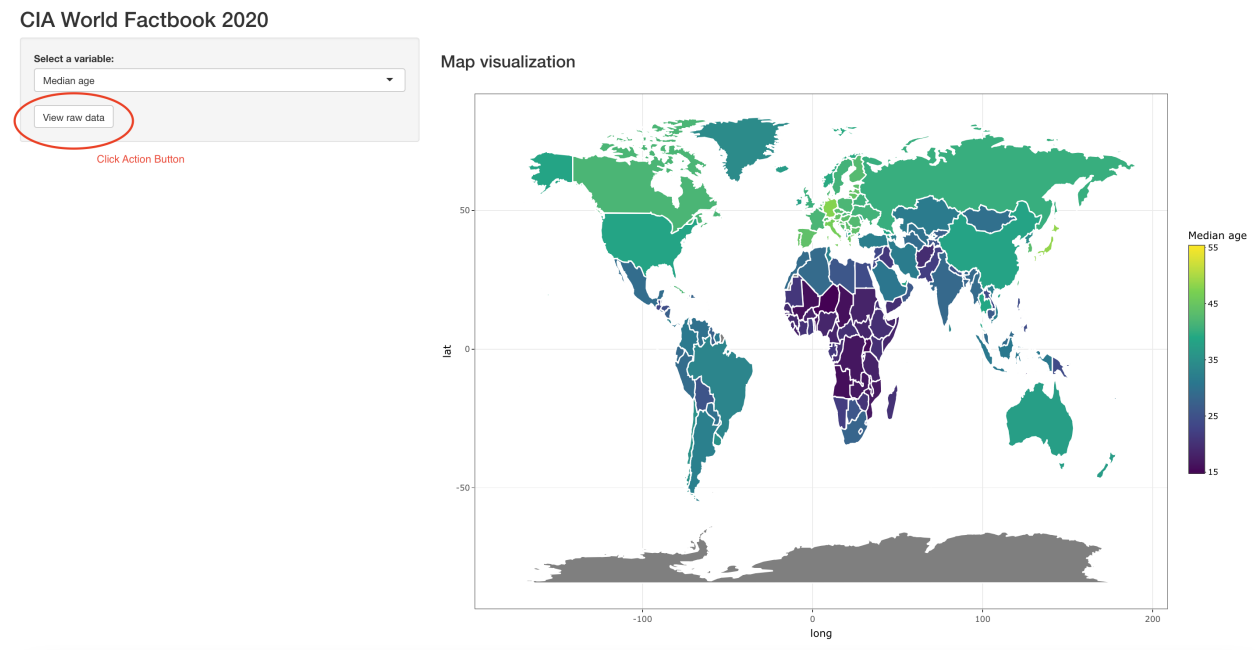 CIA World Factbook 2020
Select a variable:
Median age
View raw data
Click Action Button
Map visualization
50
0
-50
lat
-100
0
100
200
long
Median age
55
45
35
25
15